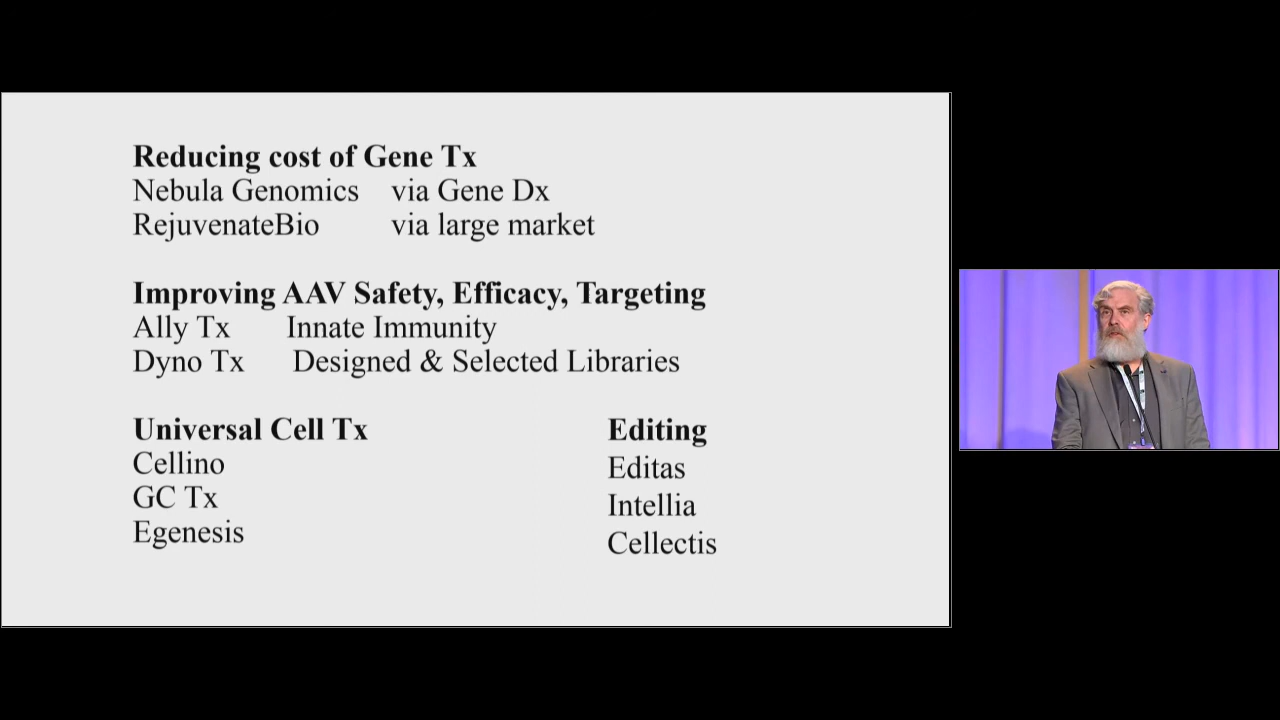 Reducing cost of Gene Tx
Nebula Genomics via Gene Dx
RejuvenateBio via large market
Improving AAV Safety, Efficacy, Targeting
Ally Tx Innate Immunity
Dyno Tx Designed & Selected Libraries
Universal Cell Tx
Cellino
GC Tx
Egenesis
Editing
Editas
Intellia
Cellectis